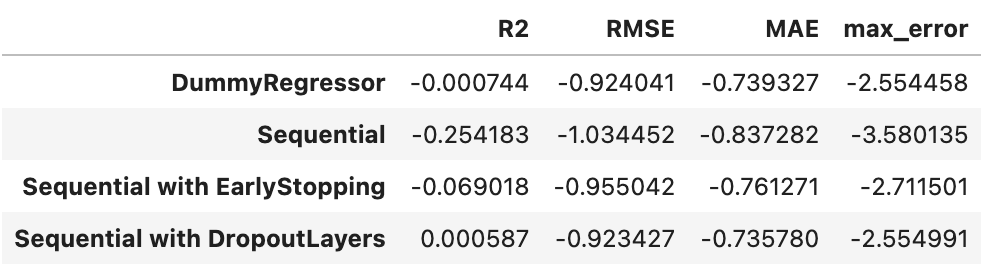 R2 RMSE MAE max_error
DummyRegressor -0.000744 -0.924041 -0.739327 -2.554458
Sequential -0.254183 -1.034452 -0.837282 -3.580135
Sequential with EarlyStopping -0.069018 -0.955042 -0.761271 -2.711501
Sequential with DropoutLayers 0.000587 -0.923427 -0.735780 -2.554991